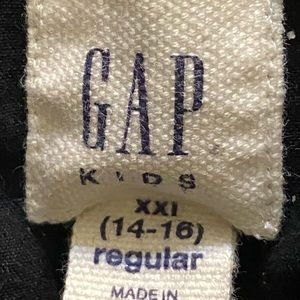 GAP
KIDS
XXl
(14-16)
regular
MADE IN